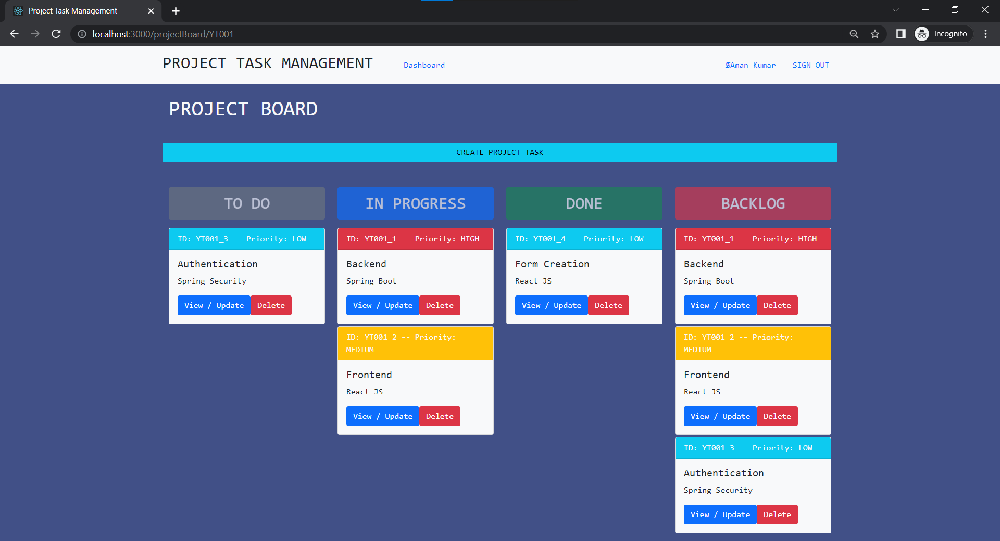 Project Task Management
localhost:3000/projectBoard/YT001
Incognito
PROJECT TASK MANAGEMENT
Dashboard
Aman Kumar
SIGN OUT
PROJECT BOARD
CREATE PROJECT TASK
TO DO
ID: YT001_3 -- Priority: LOW
Authentication
Spring Security
View / Update
Delete
IN PROGRESS
ID: YT001_1 -- Priority: HIGH
Backend
Spring Boot
View / Update
Delete
ID: YT001_2 -- Priority:
MEDIUM
Frontend
React JS
View / Update
Delete
DONE
ID: YT001_4 -- Priority: LOW
Form Creation
React JS
View / Update
Delete
BACKLOG
ID: YT001_1 -- Priority: HIGH
Backend
Spring Boot
View / Update
Delete
ID: YT001_2 -- Priority:
MEDIUM
Frontend
React JS
View / Update
Delete
ID: YT001_3 -- Priority: LOW
Authentication
Spring Security
View / Update
Delete